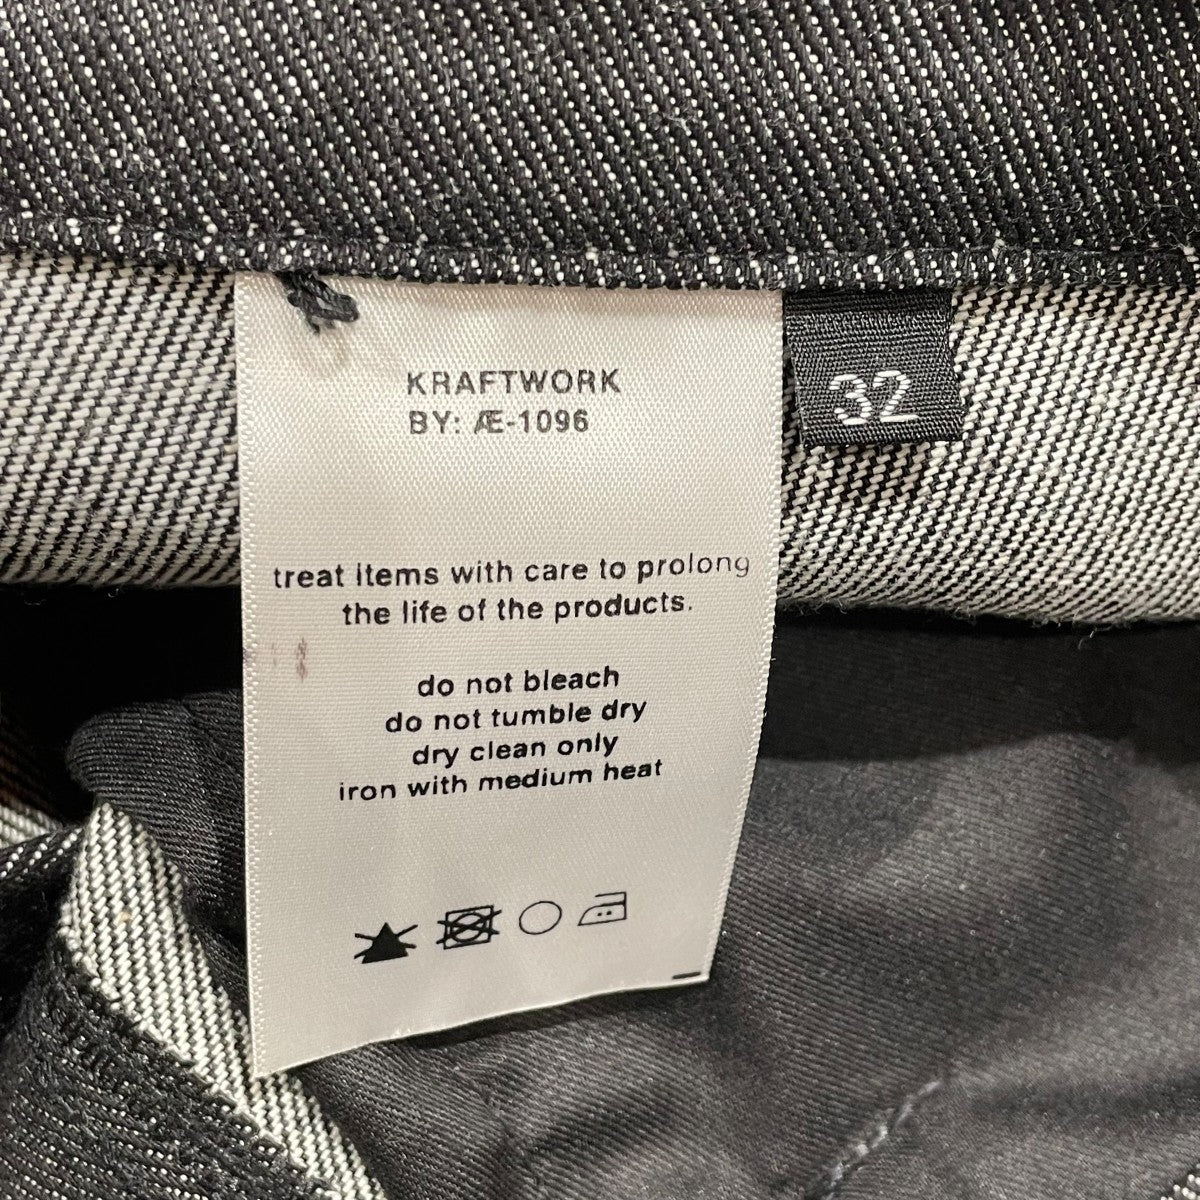 KRAFTWORK
BY: Æ-1096
32
treat items with care to prolong
the life of the products.
do not bleach
do not tumble dry
dry clean only
iron with medium heat